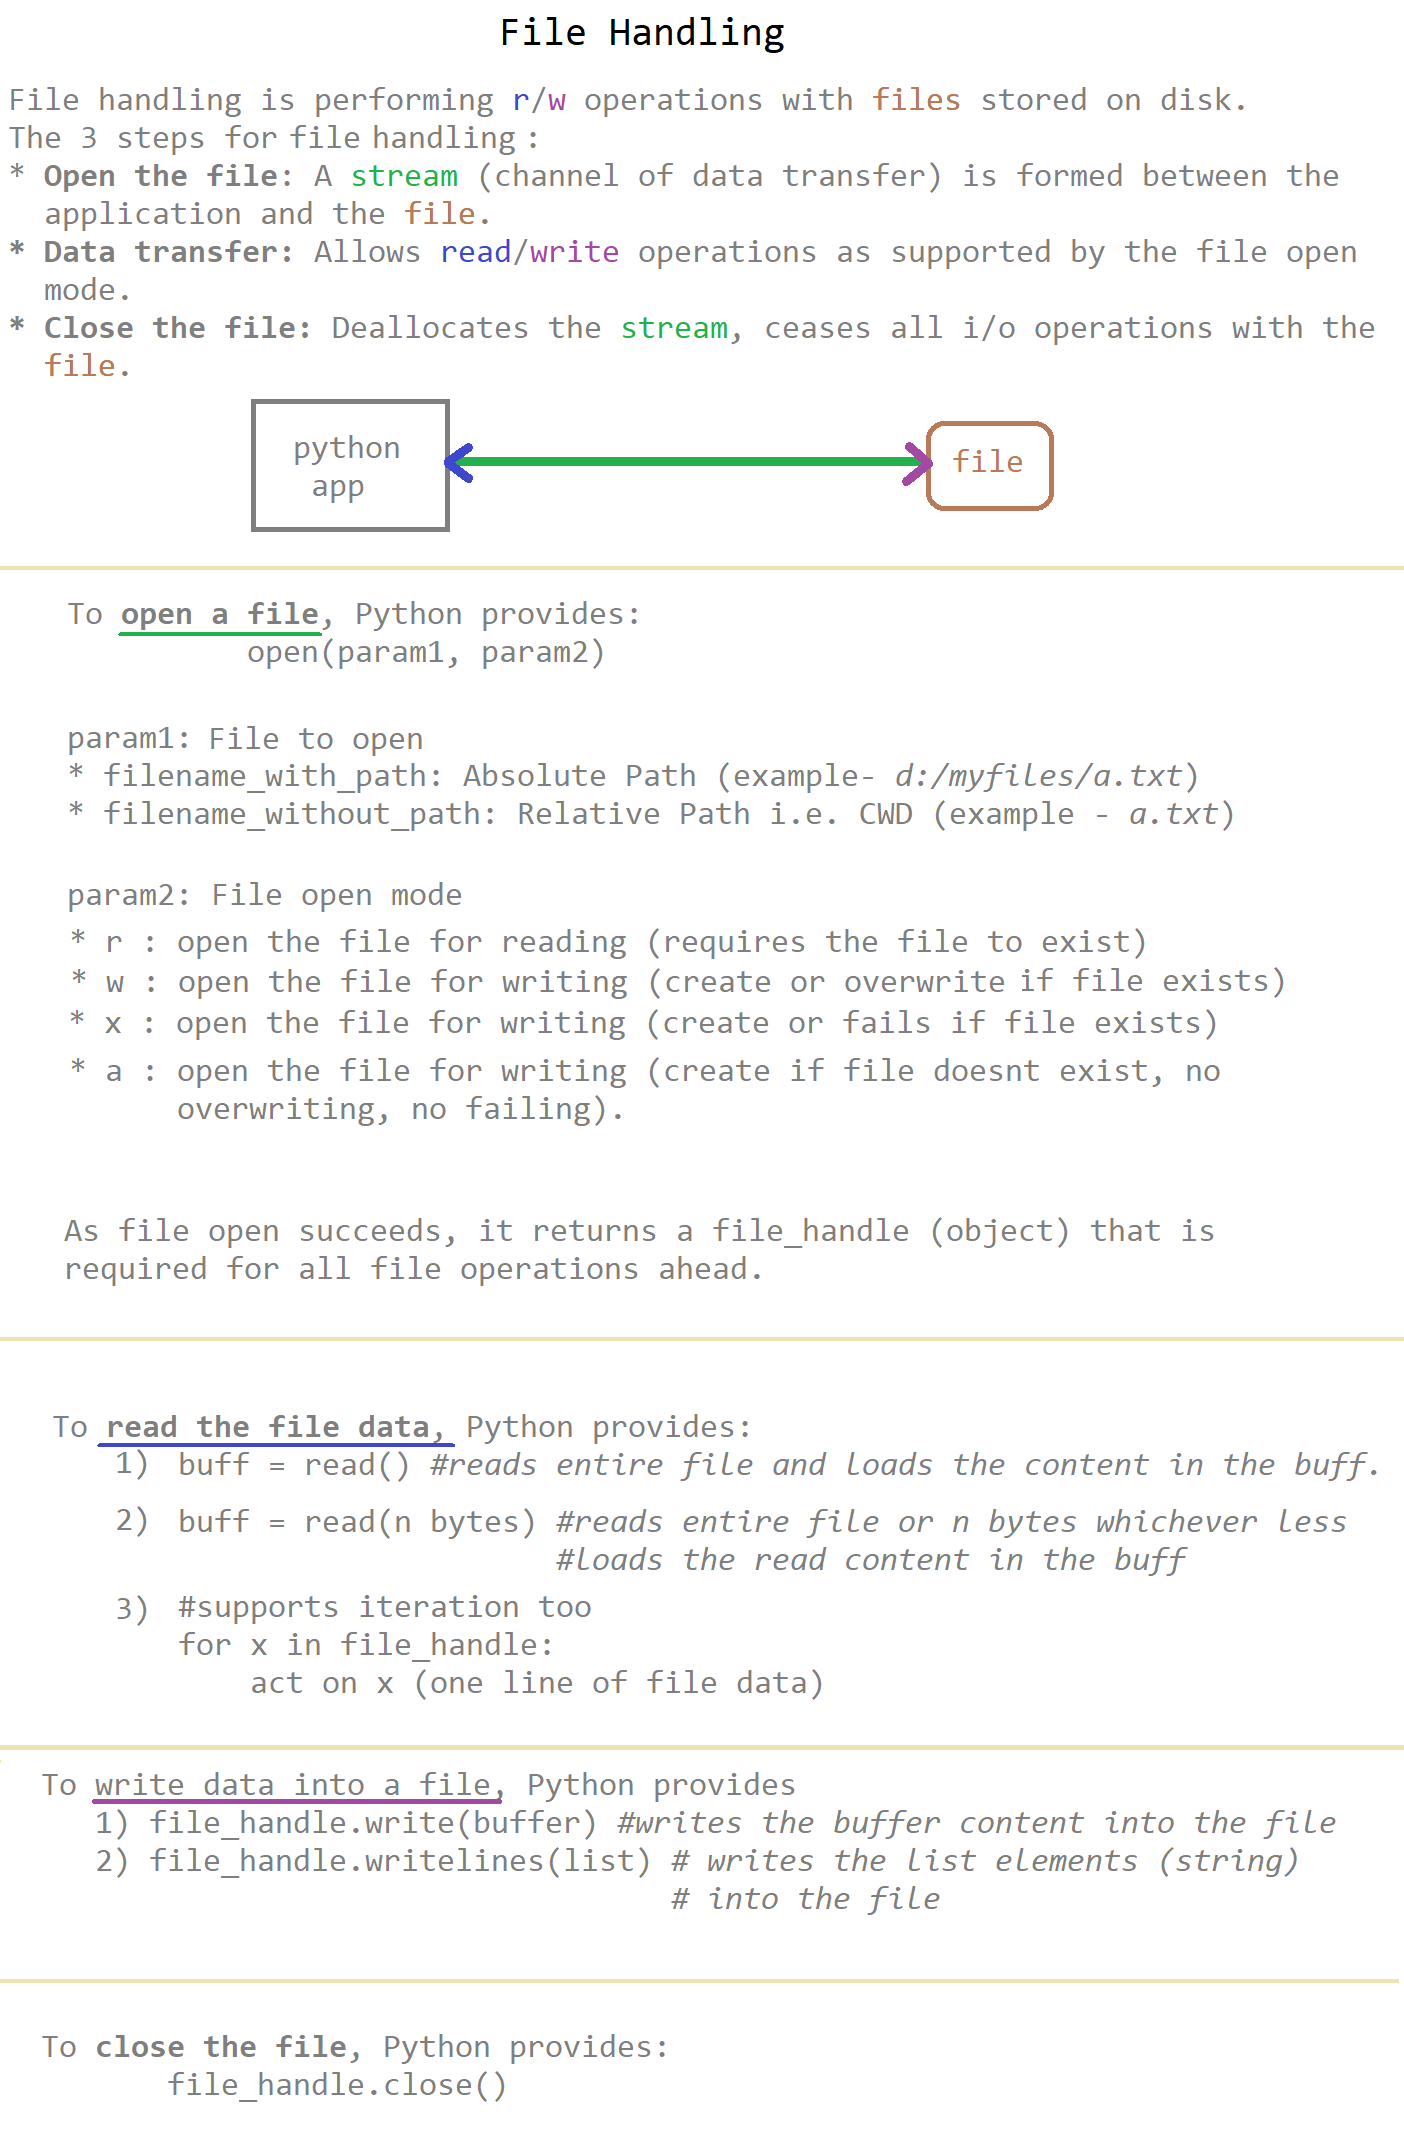 File Handling
File handling is performing r/w operations with files stored on disk.
The 3 steps for file handling :
* Open the file: A stream (channel of data transfer) is formed between the
application and the file.
* Data transfer: Allows read/write operations as supported by the file open
mode.
* Close the file: Deallocates the stream, ceases all i/o operations with the
file.
python
app
file
To open a file, Python provides:
open(param1, param2)
param1: File to open
* filename_with_path: Absolute Path (example- d:/myfiles/a.txt)
* filename_without_path: Relative Path i.e. CWD (example - a.txt)
param2: File open mode
* r : open the file for reading (requires the file to exist)
* w : open the file for writing (create or overwrite if file exists)
* x : open the file for writing (create or fails if file exists)
* a : open the file for writing (create if file doesnt exist, no
overwriting, no failing).
As file open succeeds, it returns a file_handle (object) that is
required for all file operations ahead.
To read the file data, Python provides:
1) buff = read() #reads entire file and loads the content in the buff.
2) buff = read(n bytes) #reads entire file or n bytes whichever less
#loads the read content in the buff
3) #supports iteration too
for x in file_handle:
act on x (one line of file data)
To write data into a file, Python provides
1) file_handle.write(buffer) #writes the buffer content into the file
2) file_handle.writelines(list) # writes the list elements (string)
# into the file
To close the file, Python provides:
file_handle.close()